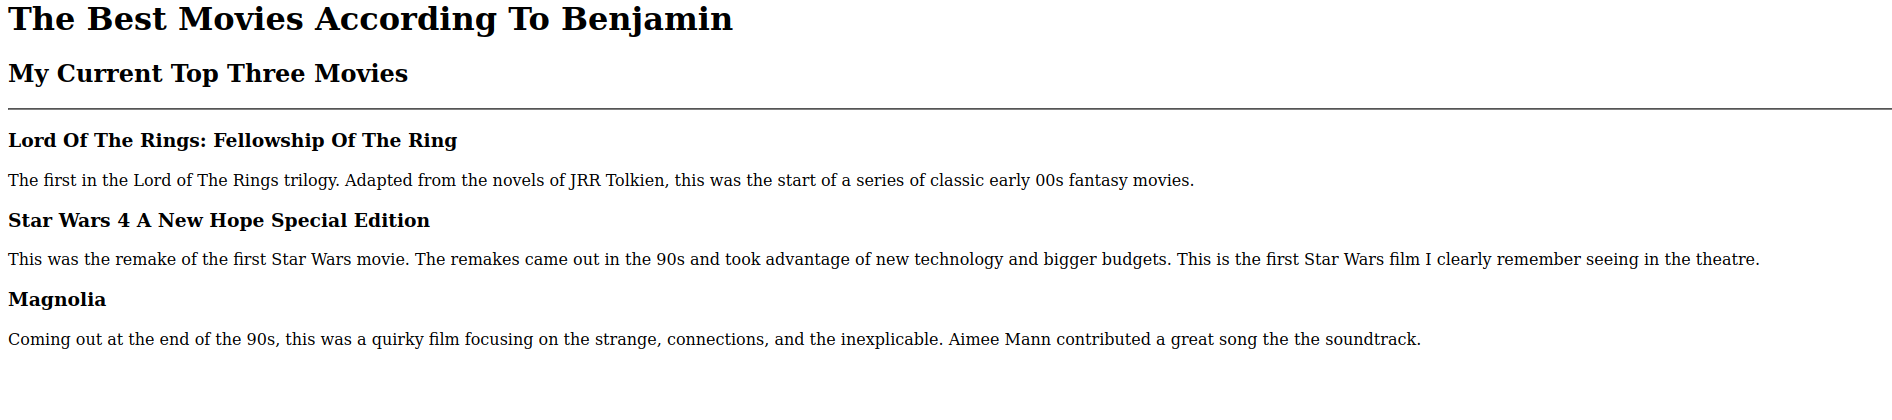 The Best Movies According To Benjamin
My Current Top Three Movies
Lord Of The Rings: Fellowship Of The Ring
The first in the Lord of The Rings trilogy. Adapted from the novels of JRR Tolkien, this was the start of a series of classic early 00s fantasy movies.
Star Wars 4 A New Hope Special Edition
This was the remake of the first Star Wars movie. The remakes came out in the 90s and took advantage of new technology and bigger budgets. This is the first Star Wars film I clearly remember seeing in the theatre.
Magnolia
Coming out at the end of the 90s, this was a quirky film focusing on the strange, connections, and the inexplicable. Aimee Mann contributed a great song the the soundtrack.